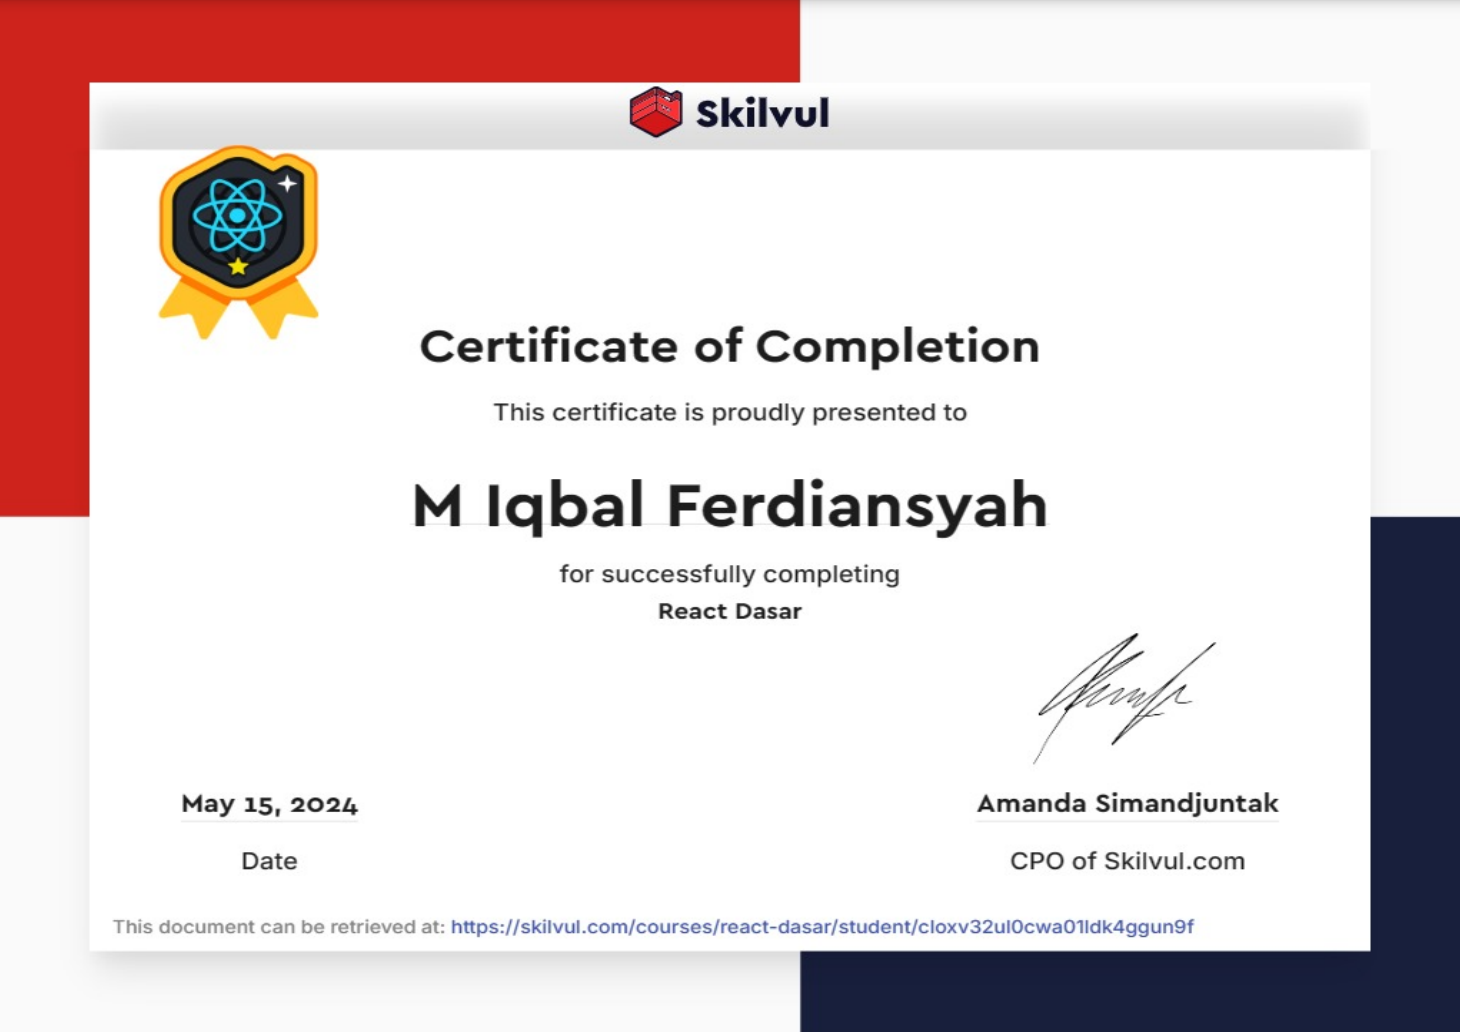 Skilvul
Certificate of Completion
This certificate is proudly presented to
M Iqbal Ferdiansyah
for successfully completing
React Dasar
May 15, 2024
Date
Amanda Simandjuntak
CPO of Skilvul.com
This document can be retrieved at: https://skilvul.com/courses/react-dasar/student/cloxv32ul0cwa01ldk4ggun9f